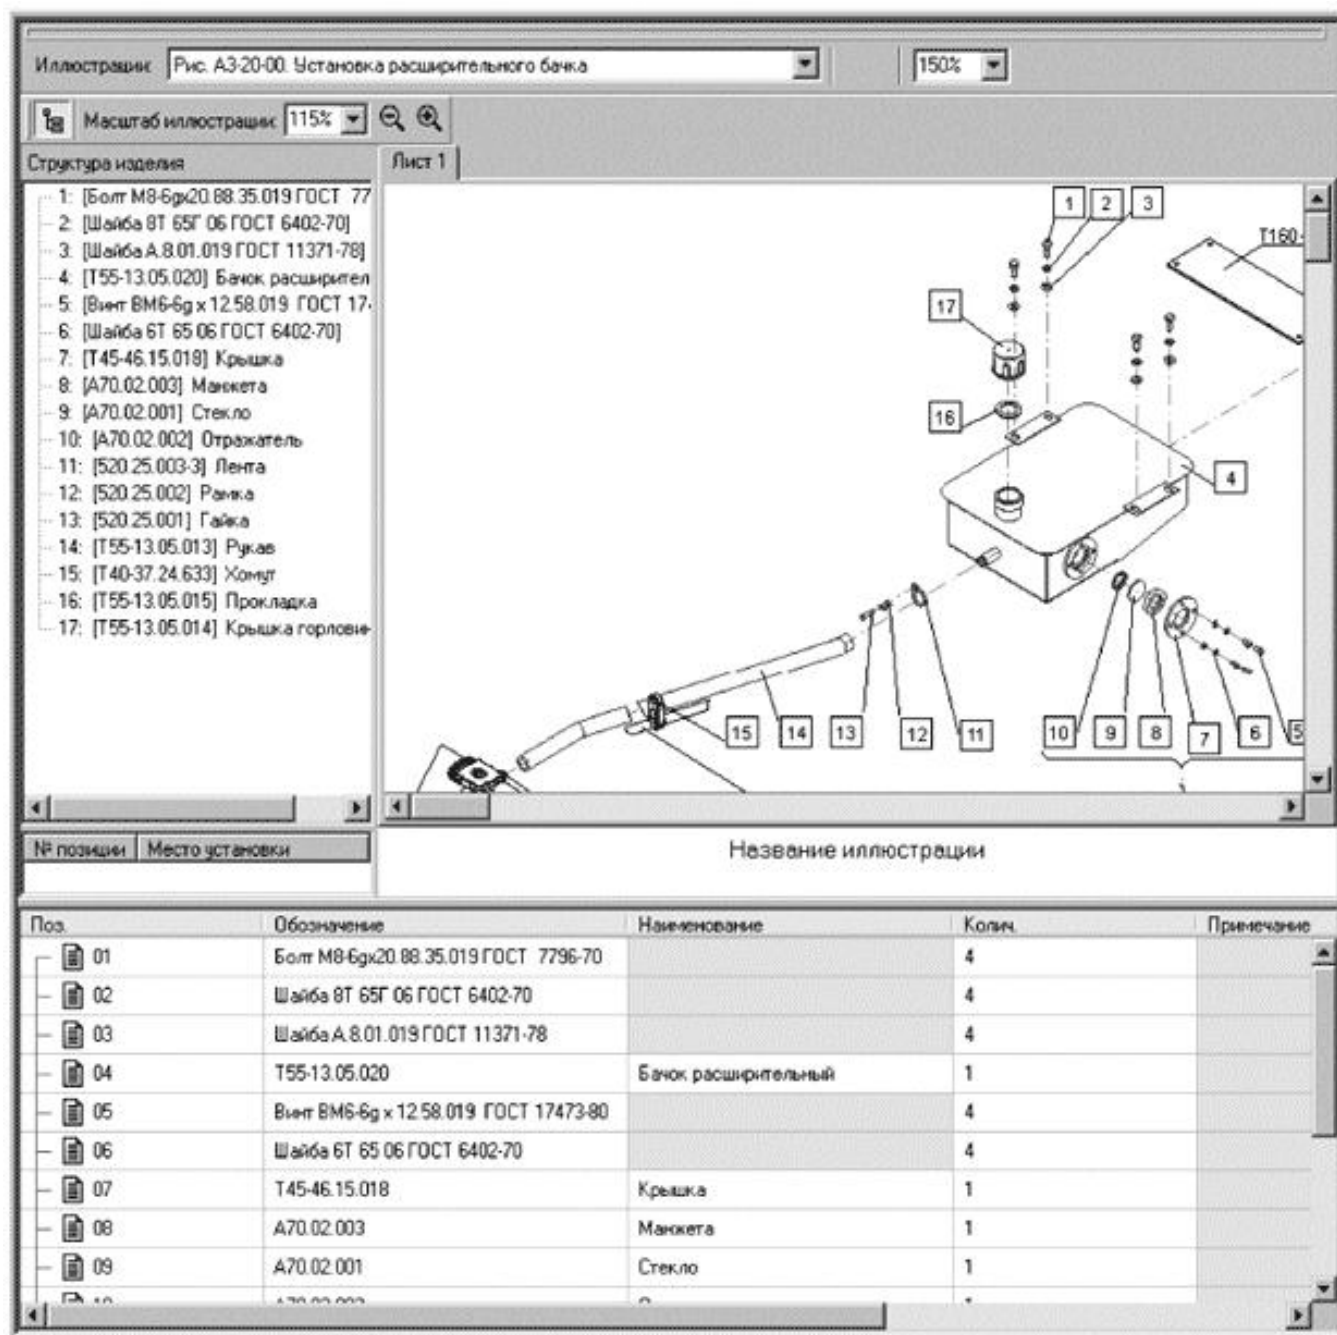 Иллюстрации: Рис. А3-20-00. Установка расширительного бачка 150%
Масштаб иллюстрации: 115%
Структура изделия
Лист 1
1: [Болт М8-6gx20.88.35.019 ГОСТ 77
2: [Шайба 8Т 65Г 06 ГОСТ 6402-70]
3: [Шайба А.8.01.019 ГОСТ 11371-78]
4: [Т55-13.05.020] Бачок расширител
5: [Винт ВМ6-6g x 12.58.019 ГОСТ 17
6: [Шайба 6Т 65 06 ГОСТ 6402-70]
7: [Т45-46.15.018] Крышка
8: [А70.02.003] Манжета
9: [А70.02.001] Стекло
10: [А70.02.002] Отражатель
11: [520.25.003-3] Лента
12: [520.25.002] Рамка
13: [520.25.001] Гайка
14: [Т55-13.05.013] Рукав
15: [Т40-37.24.633] Хомут
16: [Т55-13.05.015] Прокладка
17: [Т55-13.05.014] Крышка горловин
1 2 3
Т160-
17
16
4
15 14 13 12 11 10 9 8 7 6 5
№ позиции Место установки
Название иллюстрации
Поз. Обозначение Наименование Колич. Примечание
01 Болт М8-6gx20.88.35.019 ГОСТ 7796-70 4
02 Шайба 8Т 65Г 06 ГОСТ 6402-70 4
03 Шайба А.8.01.019 ГОСТ 11371-78 4
04 Т55-13.05.020 Бачок расширительный 1
05 Винт ВМ6-6g x 12.58.019 ГОСТ 17473-80 4
06 Шайба 6Т 65 06 ГОСТ 6402-70 4
07 Т45-46.15.018 Крышка 1
08 А70.02.003 Манжета 1
09 А70.02.001 Стекло 1